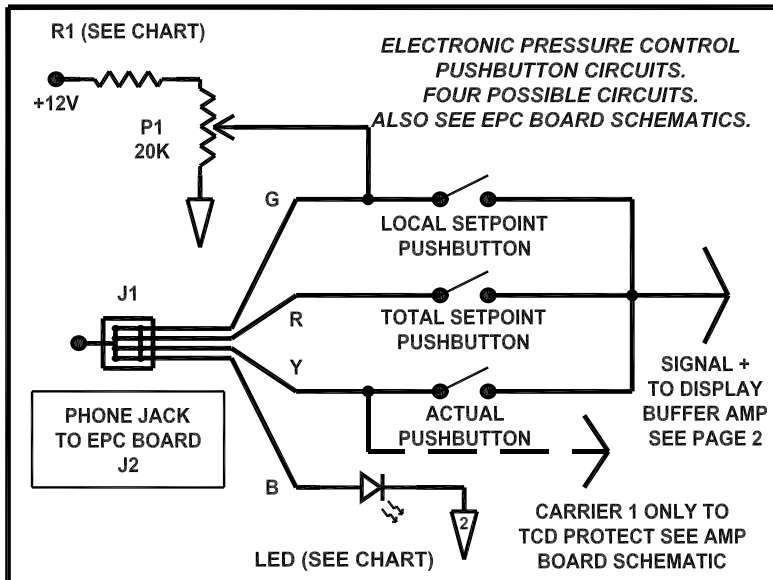 R1 (SEE CHART)
+12V
P1
20K
ELECTRONIC PRESSURE CONTROL
PUSHBUTTON CIRCUITS.
FOUR POSSIBLE CIRCUITS.
ALSO SEE EPC BOARD SCHEMATICS.
G
LOCAL SETPOINT
PUSHBUTTON
J1
R
TOTAL SETPOINT
PUSHBUTTON
Y
ACTUAL
PUSHBUTTON
SIGNAL +
TO DISPLAY
BUFFER AMP
SEE PAGE 2
PHONE JACK
TO EPC BOARD
J2
B
2
LED (SEE CHART)
CARRIER 1 ONLY TO
TCD PROTECT SEE AMP
BOARD SCHEMATIC